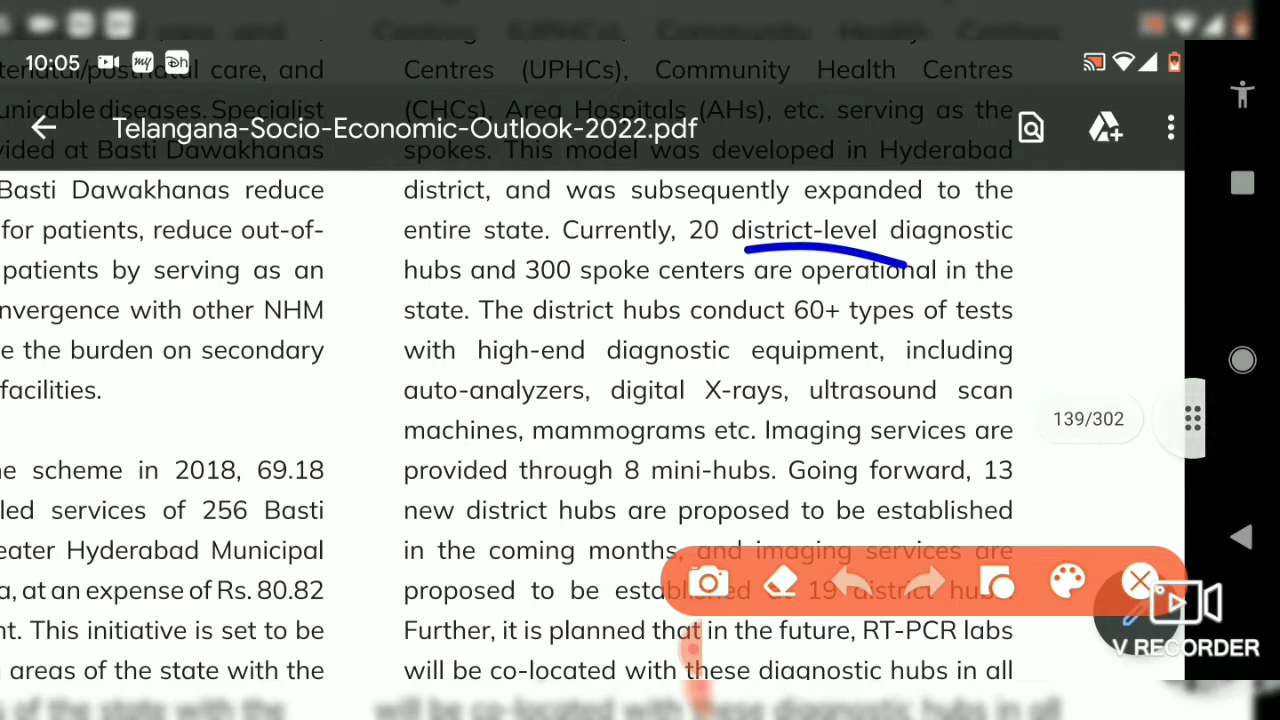 10:05
Telangana-Socio-Economic-Outlook-2022.pdf
care, and
unicable diseases. Specialist
vided at Basti Dawakhanas
Basti Dawakhanas reduce
for patients, reduce out-of-
patients by serving as an
nvergence with other NHM
e the burden on secondary
facilities.
ne scheme in 2018, 69.18
led services of 256 Basti
eater Hyderabad Municipal
a, at an expense of Rs. 80.82
nt. This initiative is set to be
areas of the state with the
Centres (UPHCs), Community Health Centres
(CHCs), Area Hospitals (AHs), etc. serving as the
spokes. This model was developed in Hyderabad
district, and was subsequently expanded to the
entire state. Currently, 20 district-level diagnostic
hubs and 300 spoke centers are operational in the
state. The district hubs conduct 60+ types of tests
with high-end diagnostic equipment, including
auto-analyzers, digital X-rays, ultrasound scan
machines, mammograms etc. Imaging services are
provided through 8 mini-hubs. Going forward, 13
new district hubs are proposed to be established
in the coming months, and imaging services are
proposed to be established at 19 district hubs.
Further, it is planned that in the future, RT-PCR labs
will be co-located with these diagnostic hubs in all
139/302
V RECORDER